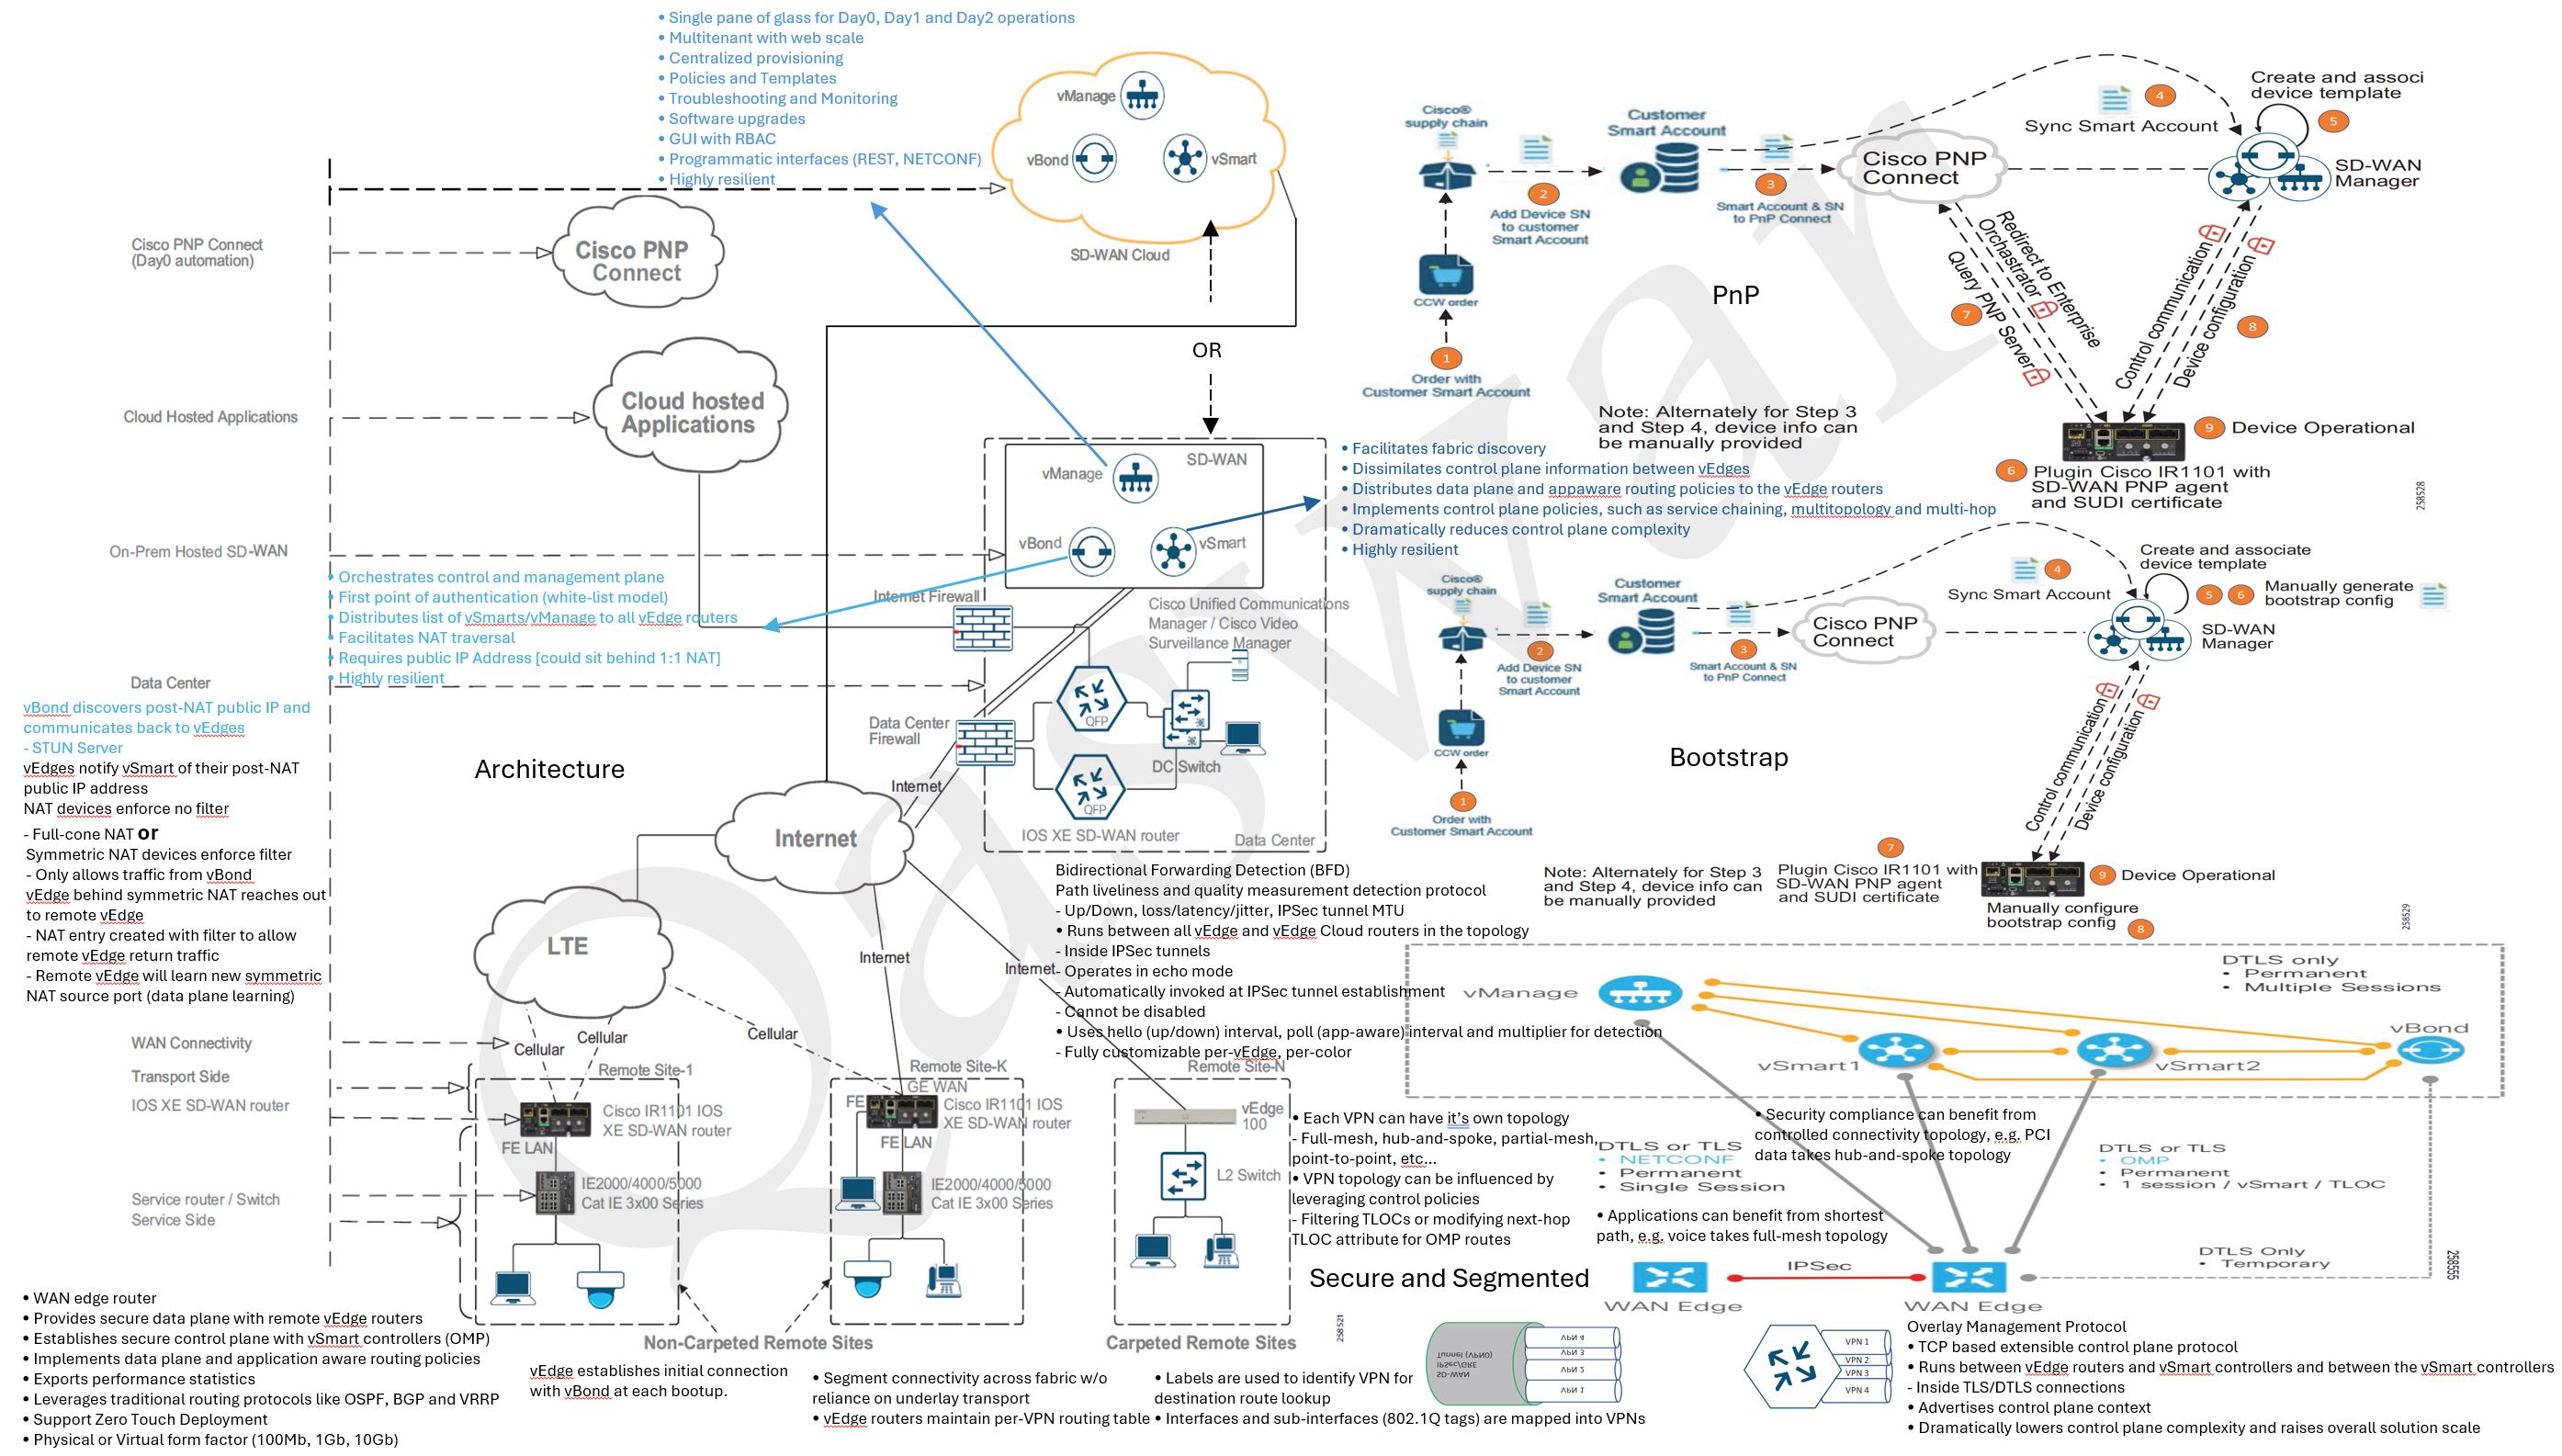 • Single pane of glass for Day0, Day1 and Day2 operations
• Multitenant with web scale
• Centralized provisioning
• Policies and Templates
• Troubleshooting and Monitoring
• Software upgrades
• GUI with RBAC
• Programmatic interfaces (REST, NETCONF)
• Highly resilient
vManage
vBond
vSmart
SD-WAN Cloud
Cisco PNP Connect
(Day0 automation)
Cisco PNP
Connect
Cloud Hosted Applications
Cloud hosted
Applications
OR
On-Prem Hosted SD-WAN
SD-WAN
vManage
vBond
vSmart
• Orchestrates control and management plane
• First point of authentication (white-list model)
• Distributes list of vSmarts/vManage to all vEdge routers
• Facilitates NAT traversal
• Requires public IP Address [could sit behind 1:1 NAT]
• Highly resilient
Internet Firewall
Cisco Unified Communications
Manager / Cisco Video
Surveillance Manager
Data Center
vBond discovers post-NAT public IP and
communicates back to vEdges
- STUN Server
vEdges notify vSmart of their post-NAT
public IP address
NAT devices enforce no filter
- Full-cone NAT or
Symmetric NAT devices enforce filter
- Only allows traffic from vBond
vEdge behind symmetric NAT reaches out
to remote vEdge
- NAT entry created with filter to allow
remote vEdge return traffic
- Remote vEdge will learn new symmetric
NAT source port (data plane learning)
Architecture
Data Center
Firewall
QFP
QFP
DC Switch
IOS XE SD-WAN router
Data Center
Internet
Internet
LTE
Internet
Internet
Cellular
Cellular
Cellular
WAN Connectivity
Transport Side
IOS XE SD-WAN router
Service router / Switch
Service Side
Remote Site-1
Cisco IR1101 IOS
XE SD-WAN router
FE LAN
IE2000/4000/5000
Cat IE 3x00 Series
Remote Site-K
GE WAN
FE
Cisco IR1101 IOS
XE SD-WAN router
FE LAN
IE2000/4000/5000
Cat IE 3x00 Series
Remote Site-N
vEdge
100
L2 Switch
Non-Carpeted Remote Sites
Carpeted Remote Sites
258521
• WAN edge router
• Provides secure data plane with remote vEdge routers
• Establishes secure control plane with vSmart controllers (OMP)
• Implements data plane and application aware routing policies
• Exports performance statistics
• Leverages traditional routing protocols like OSPF, BGP and VRRP
• Support Zero Touch Deployment
• Physical or Virtual form factor (100Mb, 1Gb, 10Gb)
vEdge establishes initial connection
with vBond at each bootup.
• Segment connectivity across fabric w/o
reliance on underlay transport
• vEdge routers maintain per-VPN routing table
• Labels are used to identify VPN for
destination route lookup
• Interfaces and sub-interfaces (802.1Q tags) are mapped into VPNs
Bidirectional Forwarding Detection (BFD)
Path liveliness and quality measurement detection protocol
- Up/Down, loss/latency/jitter, IPSec tunnel MTU
• Runs between all vEdge and vEdge Cloud routers in the topology
- Inside IPSec tunnels
- Operates in echo mode
- Automatically invoked at IPSec tunnel establishment
- Cannot be disabled
• Uses hello (up/down) interval, poll (app-aware) interval and multiplier for detection
- Fully customizable per-vEdge, per-color
• Each VPN can have it's own topology
- Full-mesh, hub-and-spoke, partial-mesh,
point-to-point, etc...
• VPN topology can be influenced by
leveraging control policies
- Filtering TLOCs or modifying next-hop
TLOC attribute for OMP routes
• Security compliance can benefit from
controlled connectivity topology, e.g. PCI
data takes hub-and-spoke topology
• Applications can benefit from shortest
path, e.g. voice takes full-mesh topology
Secure and Segmented
SD-WAN
IPSEC/GRE
Tunnel (VPN0)
VPN 4
VPN 3
VPN 2
VPN 1
• Facilitates fabric discovery
• Dissimilates control plane information between vEdges
• Distributes data plane and appaware routing policies to the vEdge routers
• Implements control plane policies, such as service chaining, multitopology and multi-hop
• Dramatically reduces control plane complexity
• Highly resilient
Cisco®
supply chain
Customer
Smart Account
2
Add Device SN
to customer
Smart Account
3
Smart Account & SN
to PnP Connect
Cisco PNP
Connect
4
Sync Smart Account
Create and associ
device template
5
SD-WAN
Manager
CCW order
1
Order with
Customer Smart Account
PnP
Redirect to Enterprise
Orchastrator
Query PNP Server
7
Control communication
Device configuration
8
Note: Alternately for Step 3
and Step 4, device info can
be manually provided
9 Device Operational
6 Plugin Cisco IR1101 with
SD-WAN PNP agent
and SUDI certificate
258528
Cisco®
supply chain
Customer
Smart Account
2
Add Device SN
to customer
Smart Account
3
Smart Account & SN
to PnP Connect
Cisco PNP
Connect
4
Sync Smart Account
Create and associate
device template
5 6 Manually generate
bootstrap config
SD-WAN
Manager
CCW order
1
Order with
Customer Smart Account
Bootstrap
Control communication
Device configuration
Note: Alternately for Step 3
and Step 4, device info can
be manually provided
7
Plugin Cisco IR1101 with
SD-WAN PNP agent
and SUDI certificate
9 Device Operational
Manually configure
bootstrap config 8
258529
DTLS only
• Permanent
• Multiple Sessions
vManage
vSmart1
vSmart2
vBond
DTLS or TLS
• NETCONF
• Permanent
• Single Session
DTLS or TLS
• OMP
• Permanent
• 1 session / vSmart / TLOC
DTLS Only
• Temporary
IPSec
WAN Edge
WAN Edge
258555
VPN 1
VPN 2
VPN 3
VPN 4
Overlay Management Protocol
• TCP based extensible control plane protocol
• Runs between vEdge routers and vSmart controllers and between the vSmart controllers
- Inside TLS/DTLS connections
• Advertises control plane context
• Dramatically lowers control plane complexity and raises overall solution scale
Qaswar